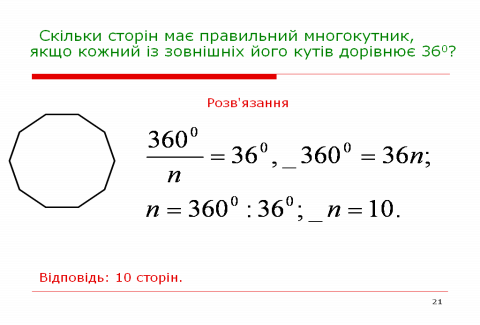 Скільки сторін має правильний многокутник,
якщо кожний із зовнішніх його кутів дорівнює 36⁰?
Розв'язання
360⁰/n = 36⁰, _ 360⁰ = 36n;
n = 360⁰ : 36⁰; _ n = 10.
Відповідь: 10 сторін.
21